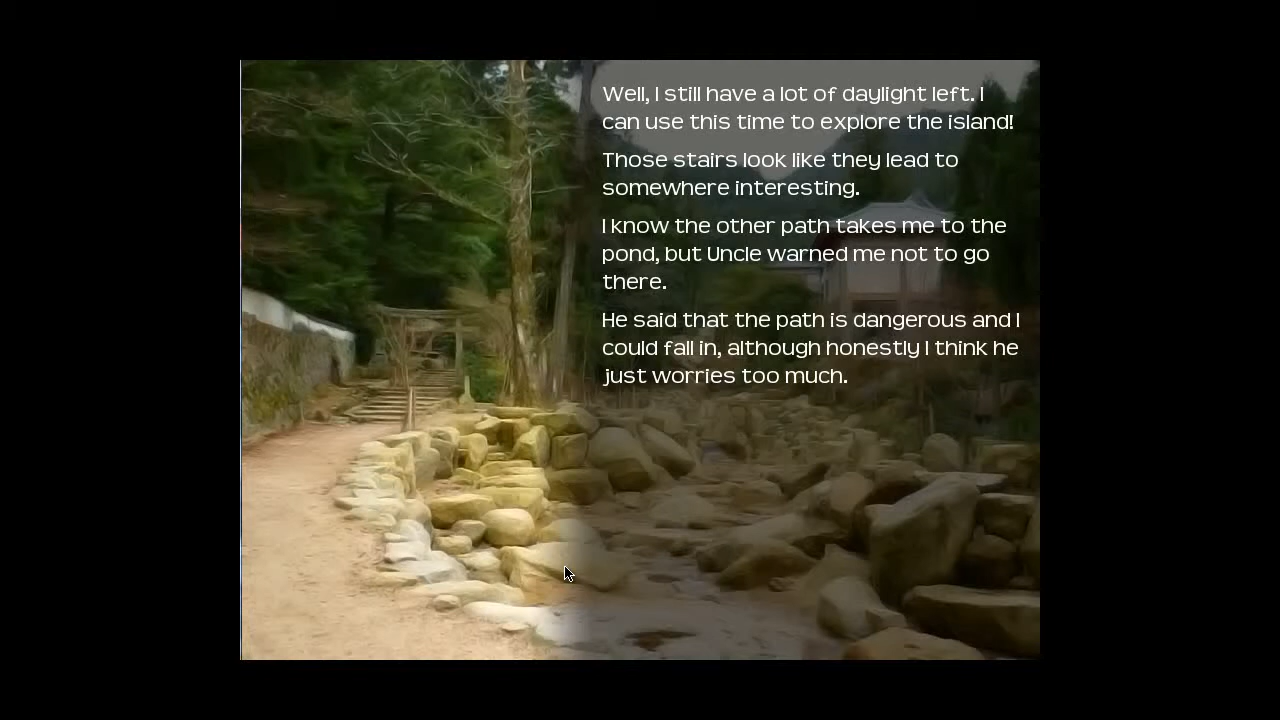 Well, I still have a lot of daylight left. I
can use this time to explore the island!
Those stairs look like they lead to
somewhere interesting.
I know the other path takes me to the
pond, but Uncle warned me not to go
there.
He said that the path is dangerous and I
could fall in, although honestly I think he
just worries too much.